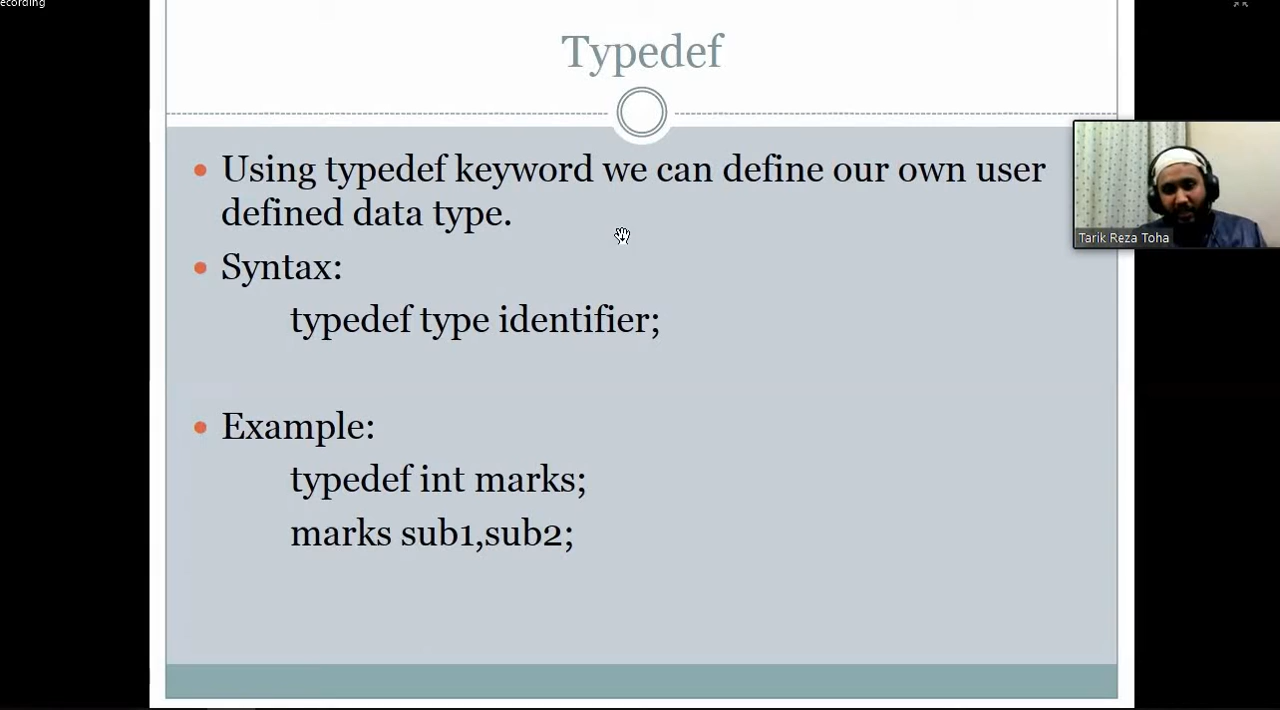 ecording
Typedef
Using typedef keyword we can define our own user
defined data type.
Tarik Reza Toha
Syntax:
typedef type identifier;
Example:
typedef int marks;
marks sub1,sub2;